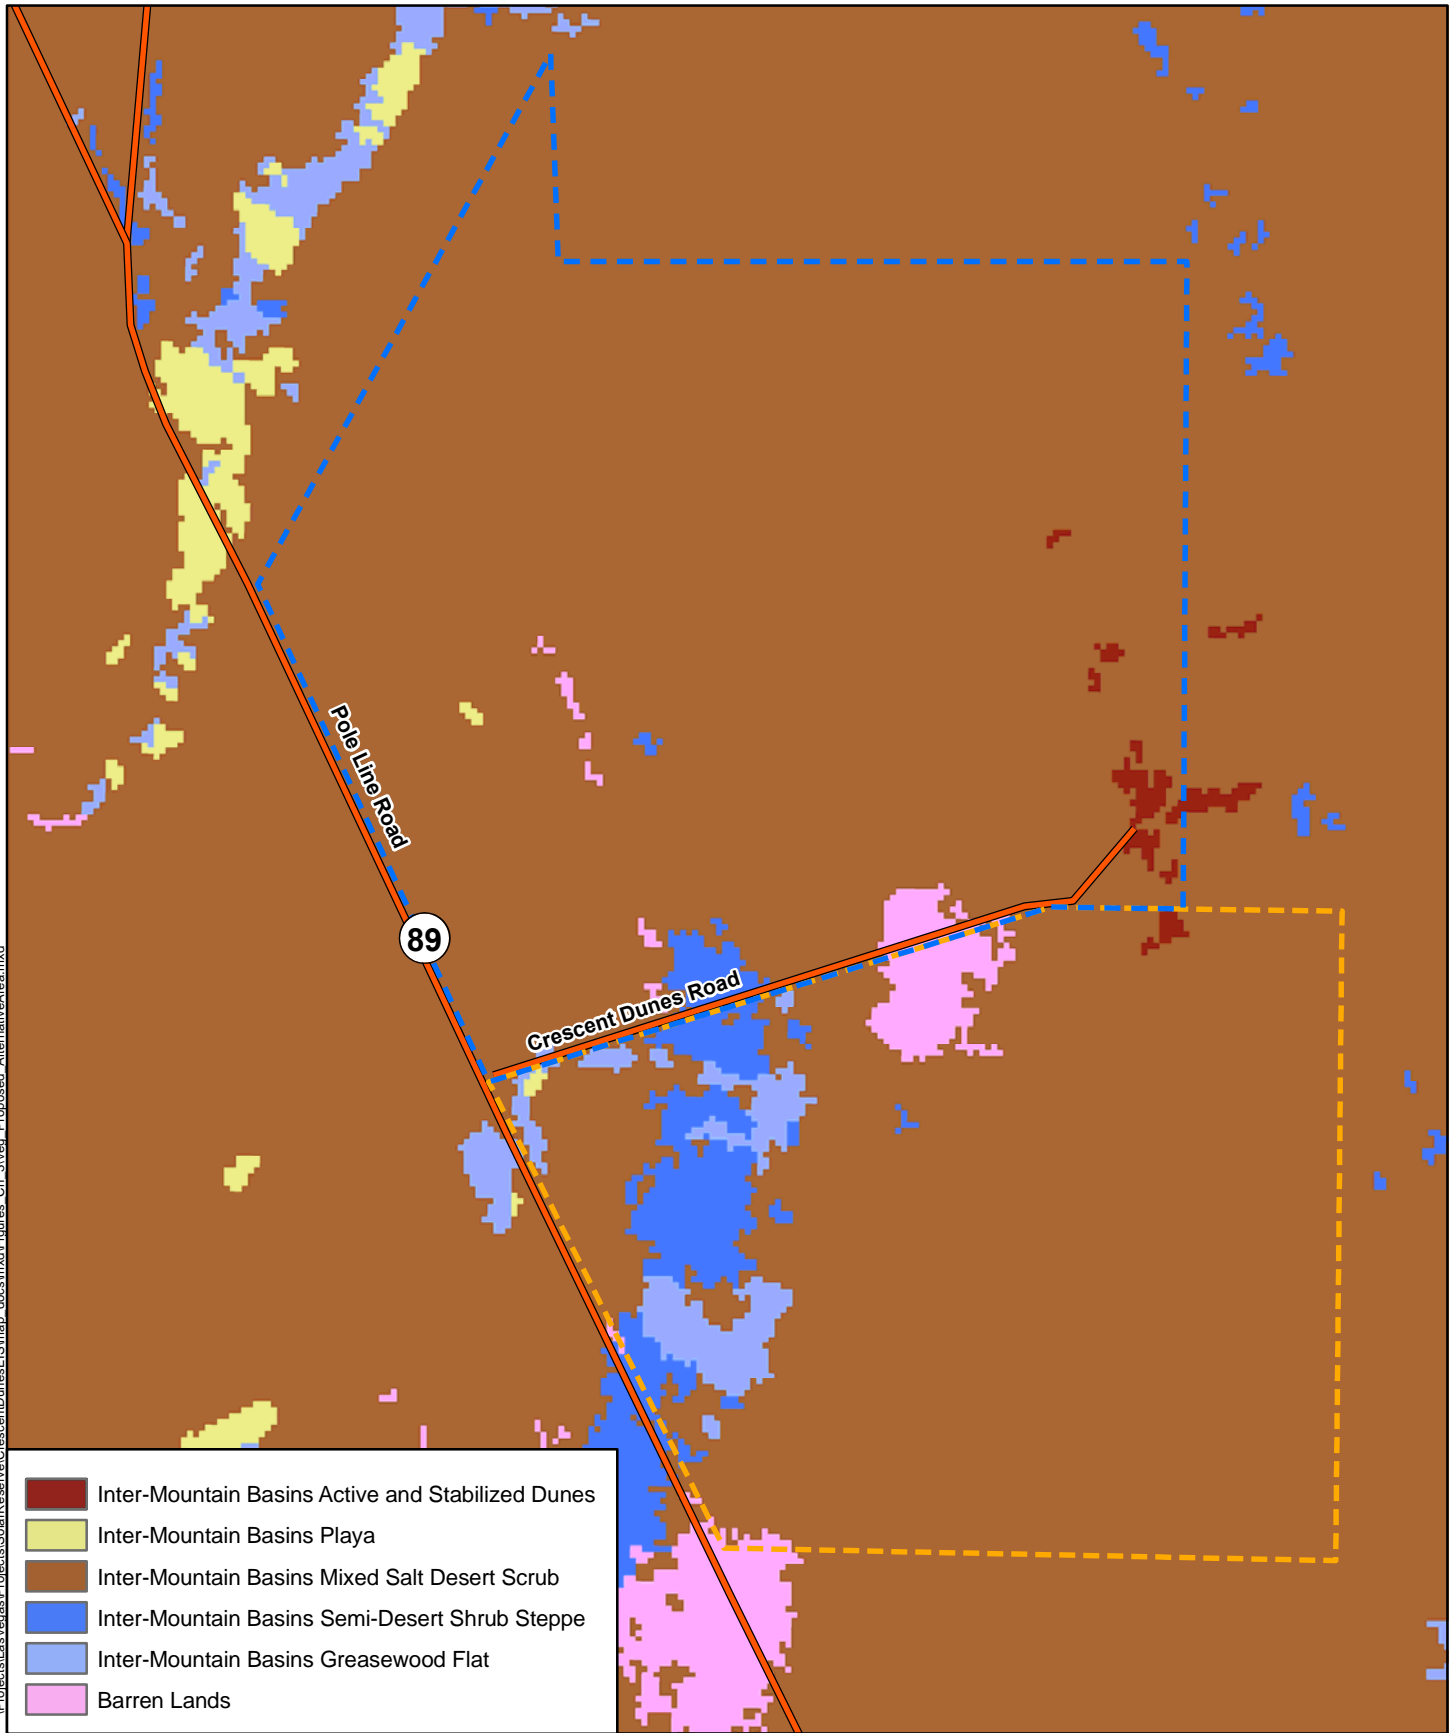 Pole Line Road
89
Crescent Dunes Road
Inter-Mountain Basins Active and Stabilized Dunes
Inter-Mountain Basins Playa
Inter-Mountain Basins Mixed Salt Desert Scrub
Inter-Mountain Basins Semi-Desert Shrub Steppe
Inter-Mountain Basins Greasewood Flat
Barren Lands